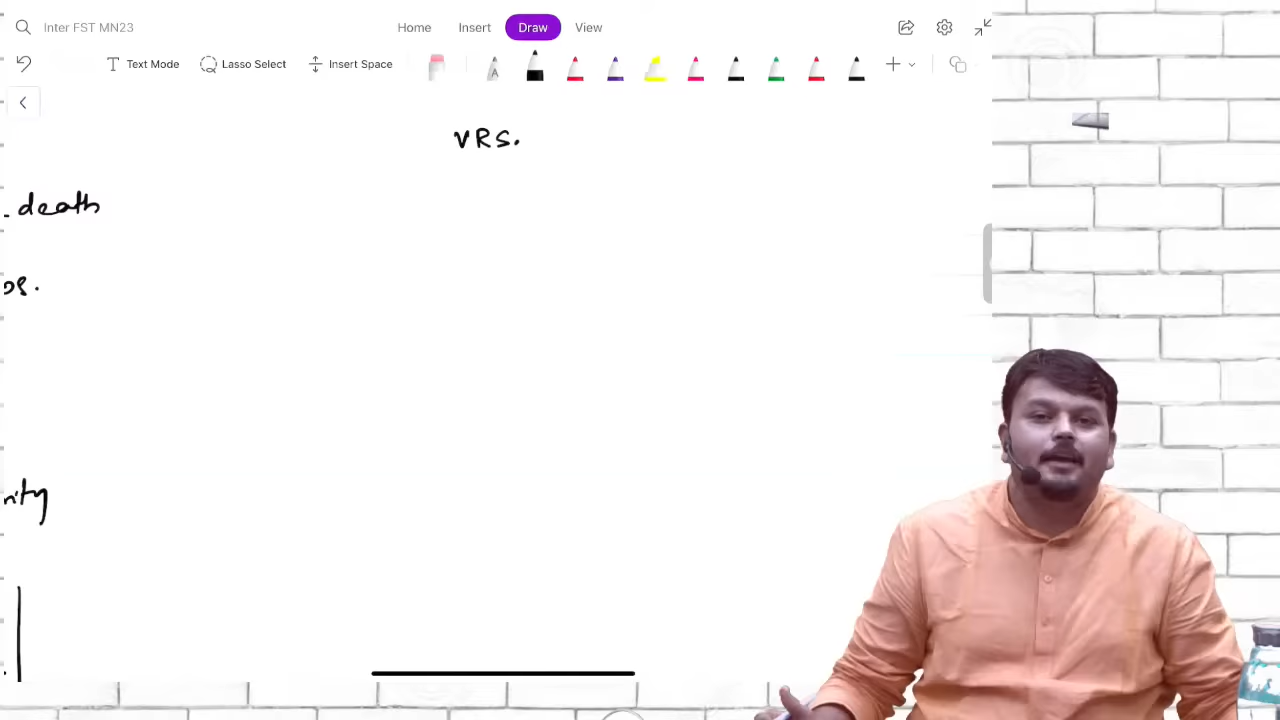 Inter FST MN23
Home Insert Draw View
Text Mode Lasso Select Insert Space
A
VRS.
death